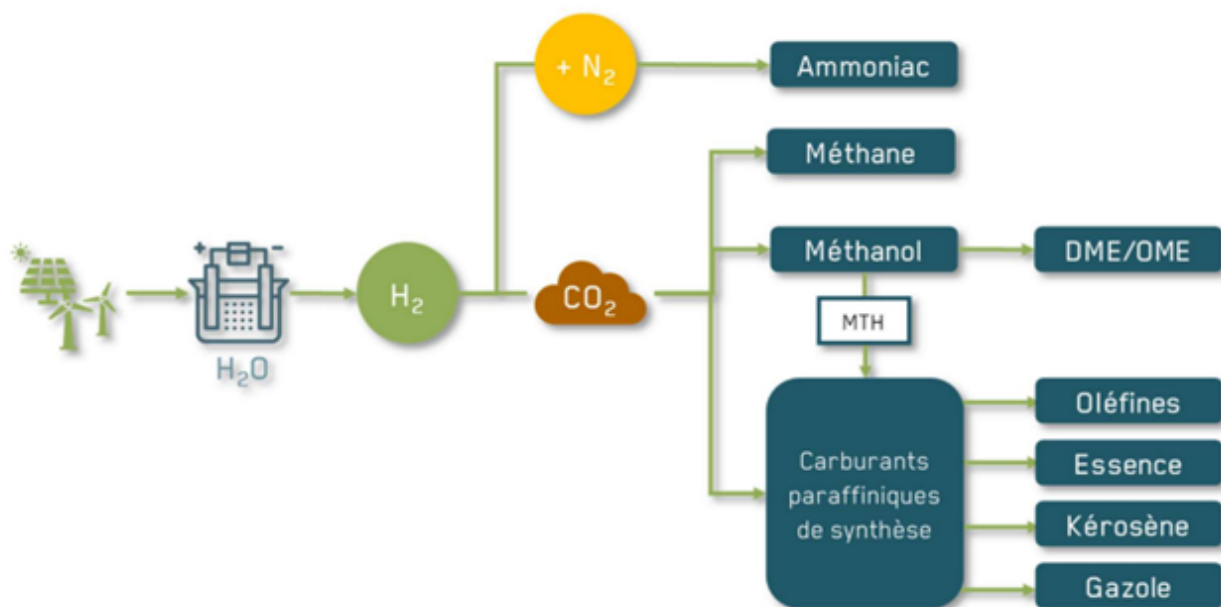 + N₂
Ammoniac
Méthane
+ −
H₂O
H₂
CO₂
Méthanol
DME/OME
MTH
Carburants
paraffiniques
de synthèse
Oléfines
Essence
Kérosène
Gazole